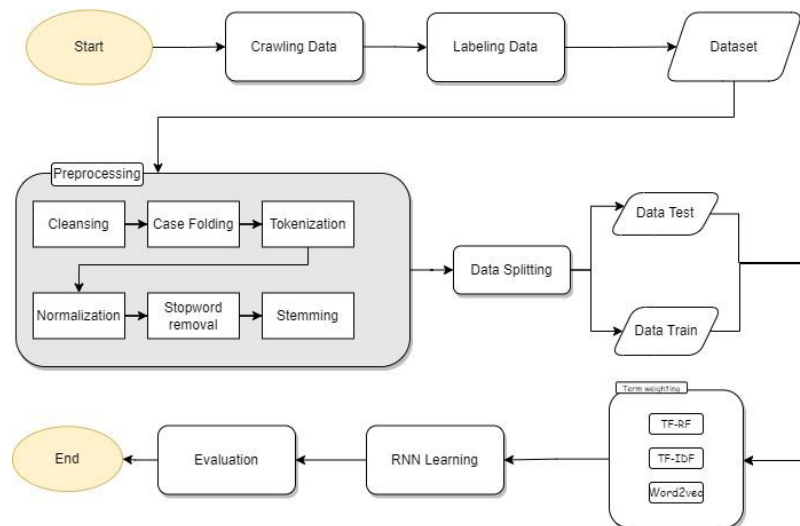 Start
Crawling Data
Labeling Data
Dataset
Preprocessing
Cleansing
Case Folding
Tokenization
Normalization
Stopword
removal
Stemming
Data Splitting
Data Test
Data Train
Term weighting
TF-RF
TF-IDF
Word2vec
RNN Learning
Evaluation
End